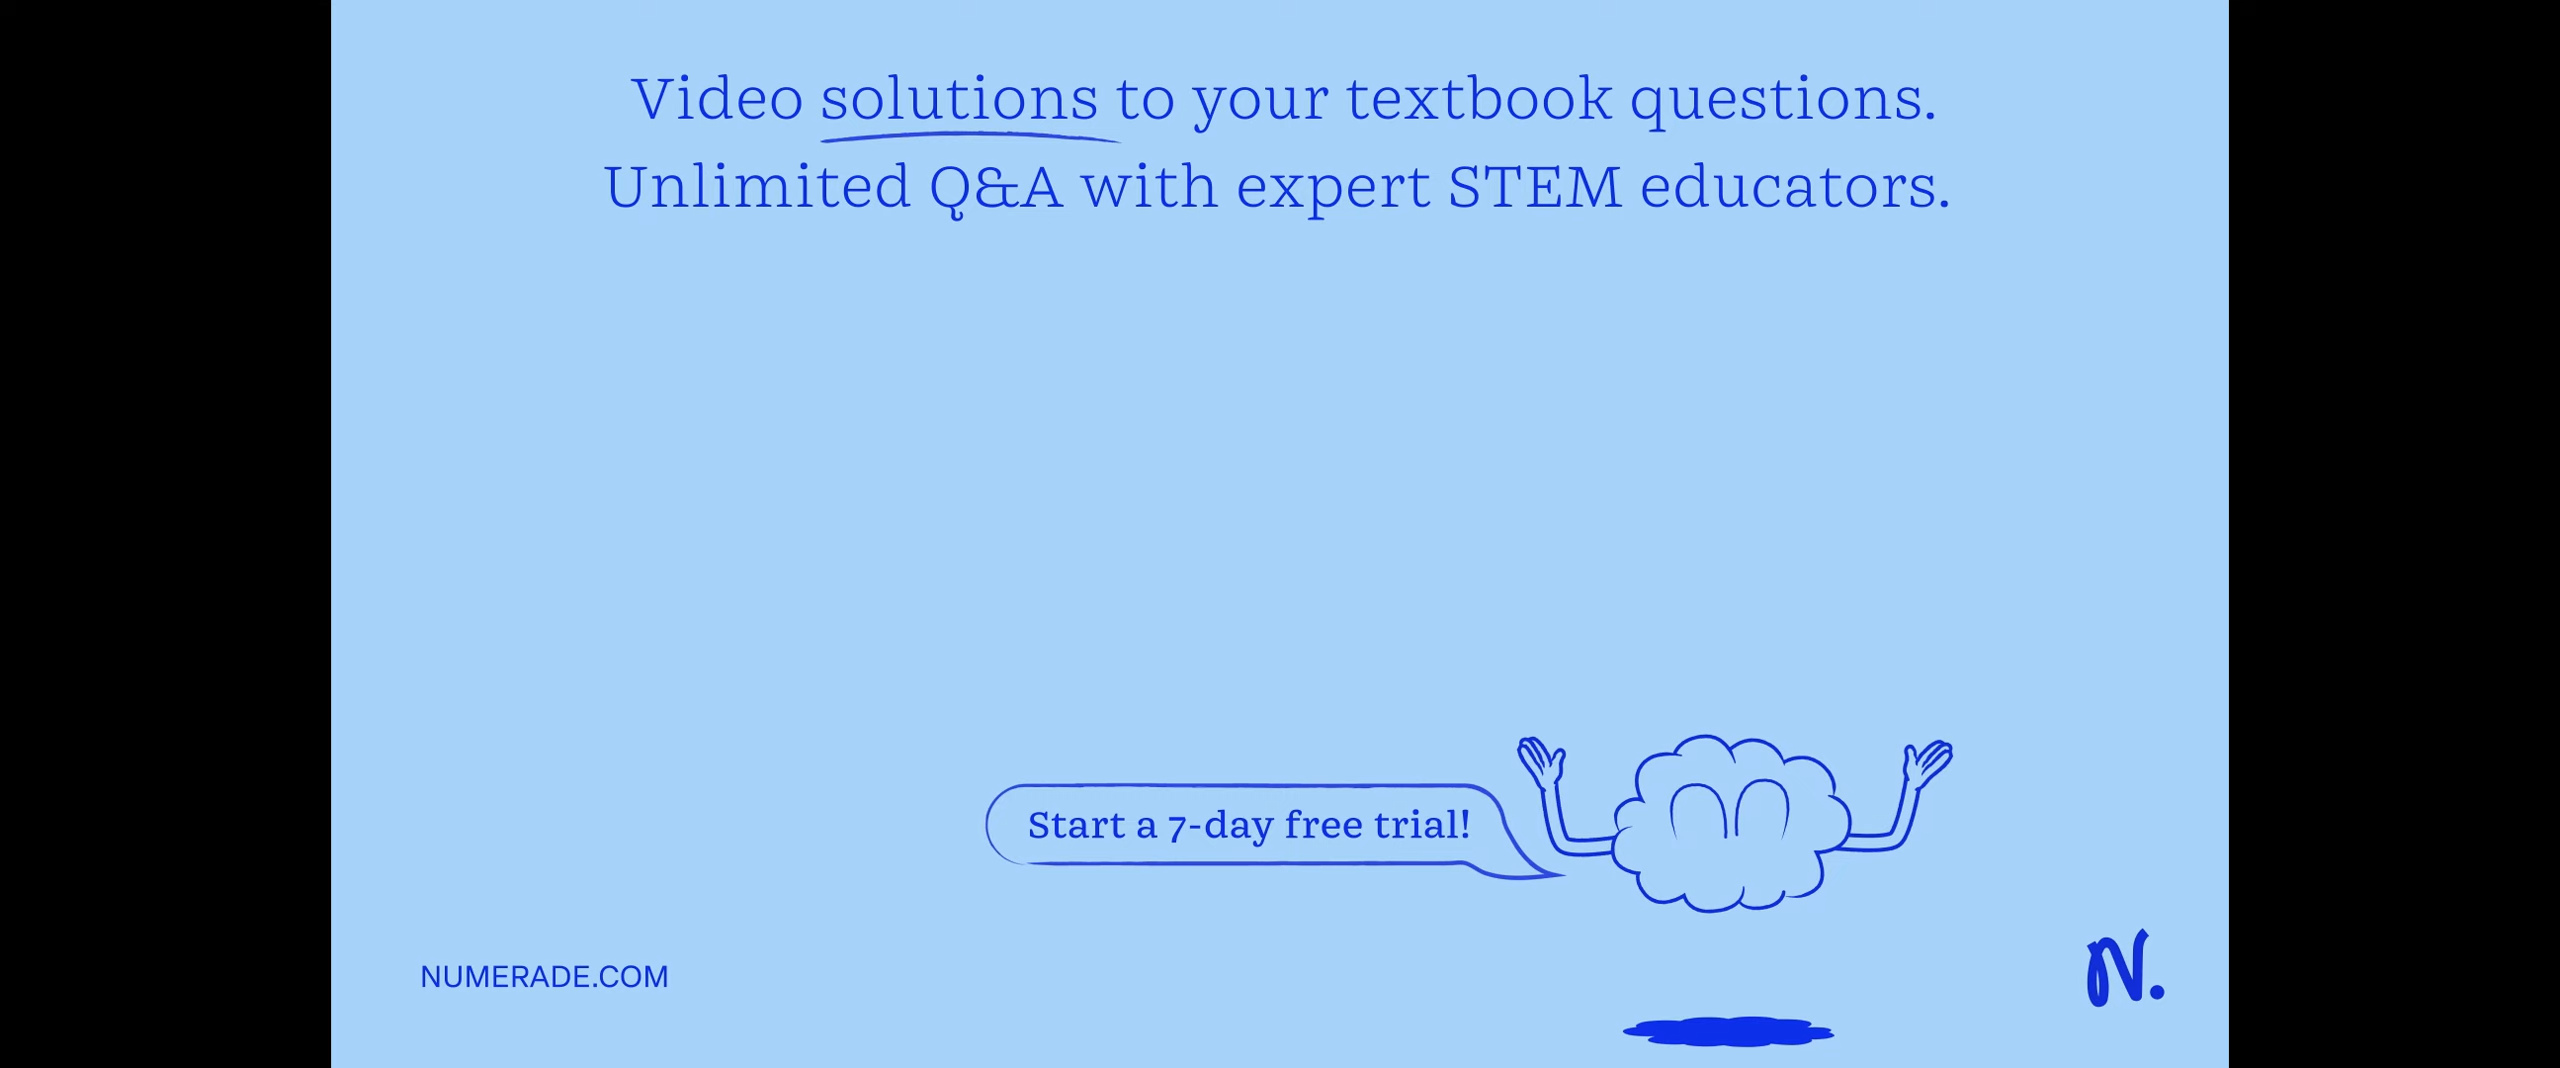 Video solutions to your textbook questions.
Unlimited Q&A with expert STEM educators.
Start a 7-day free trial!
NUMERADE.COM
N.